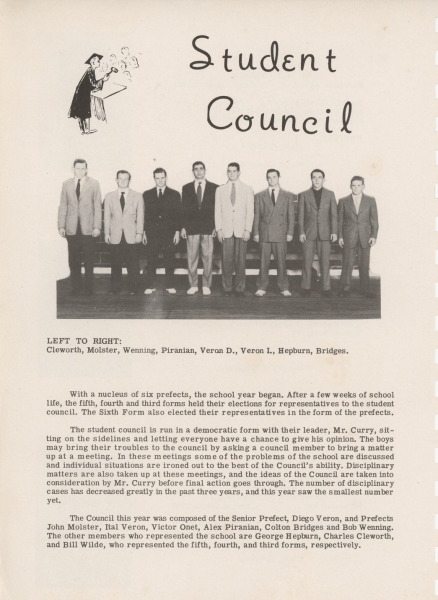 Student
Council
LEFT TO RIGHT:
Cleworth, Molster, Wenning, Piranian, Veron D., Veron I., Hepburn, Bridges.
With a nucleus of six prefects, the school year began. After a few weeks of school
life, the fifth, fourth and third forms held their elections for representatives to the student
council. The Sixth Form also elected their representatives in the form of the prefects.
The student council is run in a democratic form with their leader, Mr. Curry, sit-
ting on the sidelines and letting everyone have a chance to give his opinion. The boys
may bring their troubles to the council by asking a council member to bring a matter
up at a meeting. In these meetings some of the problems of the school are discussed
and individual situations are ironed out to the best of the Council's ability. Disciplinary
matters are also taken up at these meetings, and the ideas of the Council are taken into
consideration by Mr. Curry before final action goes through. The number of disciplinary
cases has decreased greatly in the past three years, and this year saw the smallest number
yet.
The Council this year was composed of the Senior Prefect, Diego Veron, and Prefects
John Molster, Ital Veron, Victor Onet, Alex Piranian, Colton Bridges and Bob Wenning.
The other members who represented the school are George Hepburn, Charles Cleworth,
and Bill Wilde, who represented the fifth, fourth, and third forms, respectively.